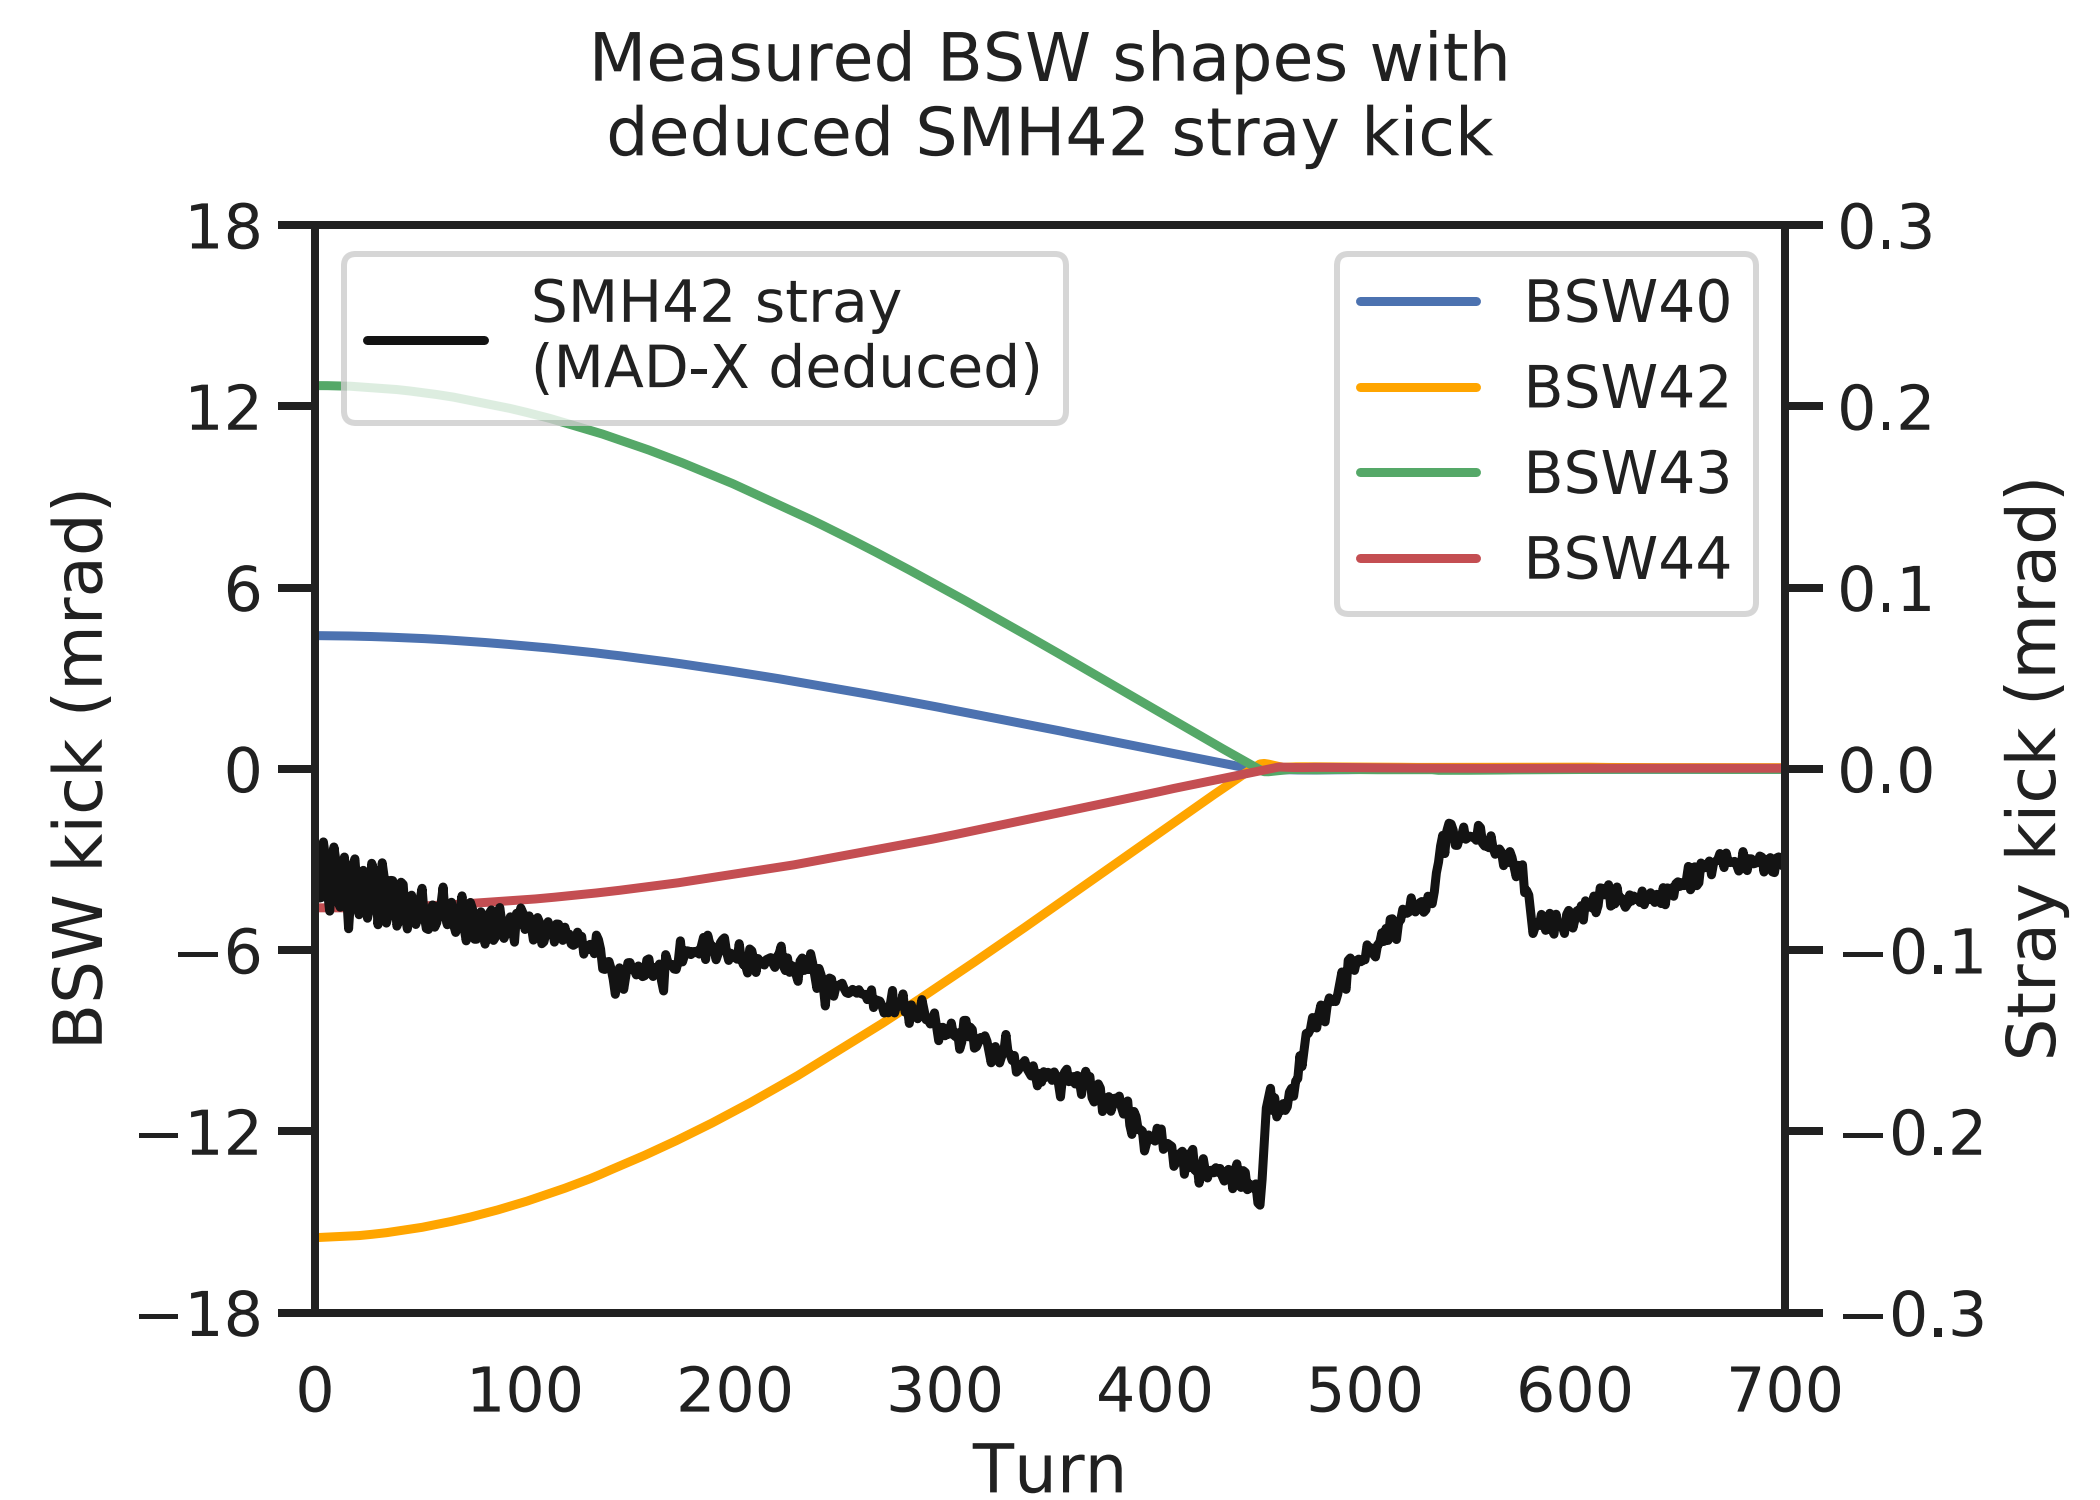 Measured BSW shapes with
deduced SMH42 stray kick
18
12
6
0
−6
−12
−18
BSW kick (mrad)
SMH42 stray
(MAD-X deduced)
BSW40
BSW42
BSW43
BSW44
0.3
0.2
0.1
0.0
−0.1
−0.2
−0.3
Stray kick (mrad)
0 100 200 300 400 500 600 700
Turn